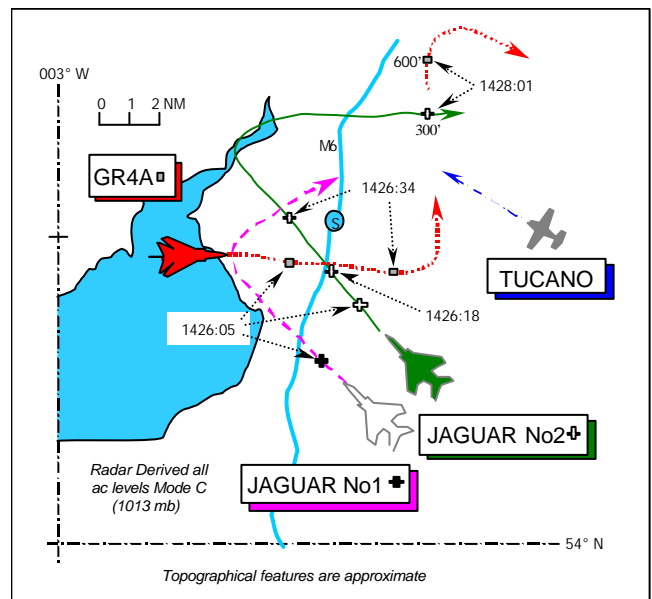 003° W
0 1 2 NM
600'
1428:01
300'
M6
GR4A
1426:34
S
TUCANO
1426:05
1426:18
JAGUAR No2
Radar Derived all
ac levels Mode C
(1013 mb)
JAGUAR No1
54° N
Topographical features are approximate